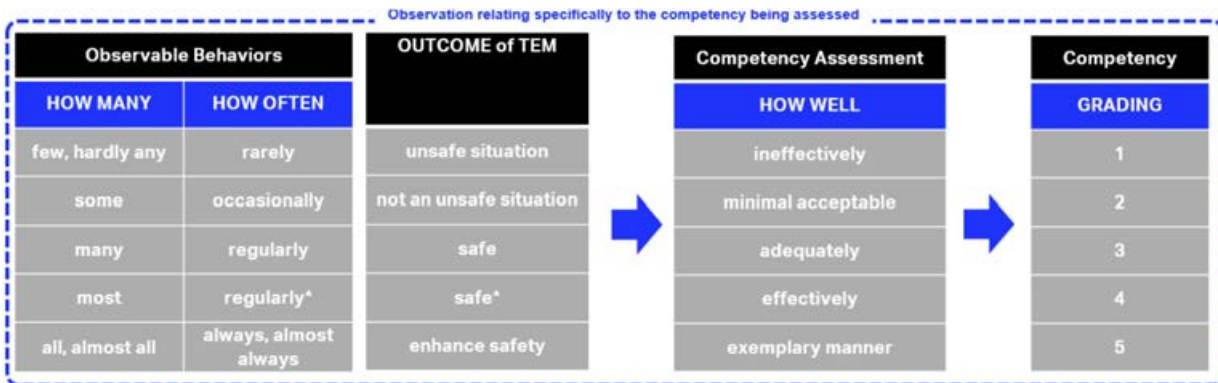 Observation relating specifically to the competency being assessed
Observable Behaviors
OUTCOME of TEM
Competency Assessment
Competency
HOW MANY
HOW OFTEN
HOW WELL
GRADING
few, hardly any
rarely
unsafe situation
ineffectively
1
some
occasionally
not an unsafe situation
minimal acceptable
2
many
regularly
safe
adequately
3
most
regularly*
safe*
effectively
4
all, almost all
always, almost
always
enhance safety
exemplary manner
5